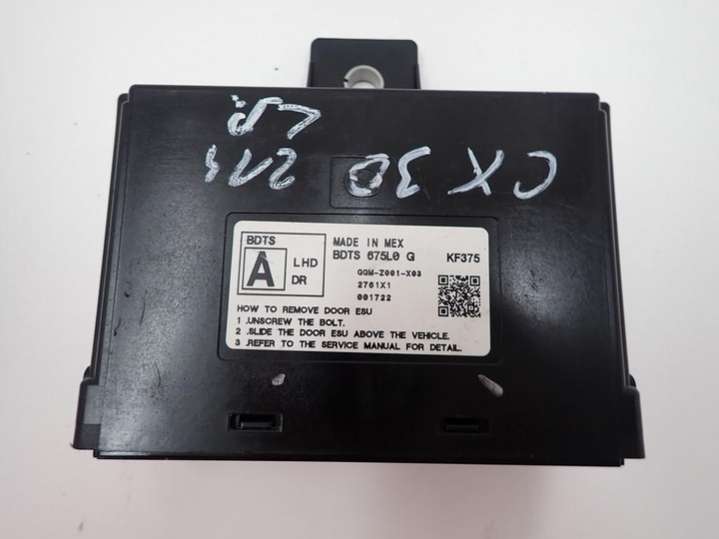 CX 30
BDTS
A
LHD
DR
MADE IN MEX
BDTS 675L0 G
KF375
GGM-Z001-X03
2761X1
001722
HOW TO REMOVE DOOR ESU
1 .UNSCREW THE BOLT.
2 .SLIDE THE DOOR ESU ABOVE THE VEHICLE.
3 .REFER TO THE SERVICE MANUAL FOR DETAIL.